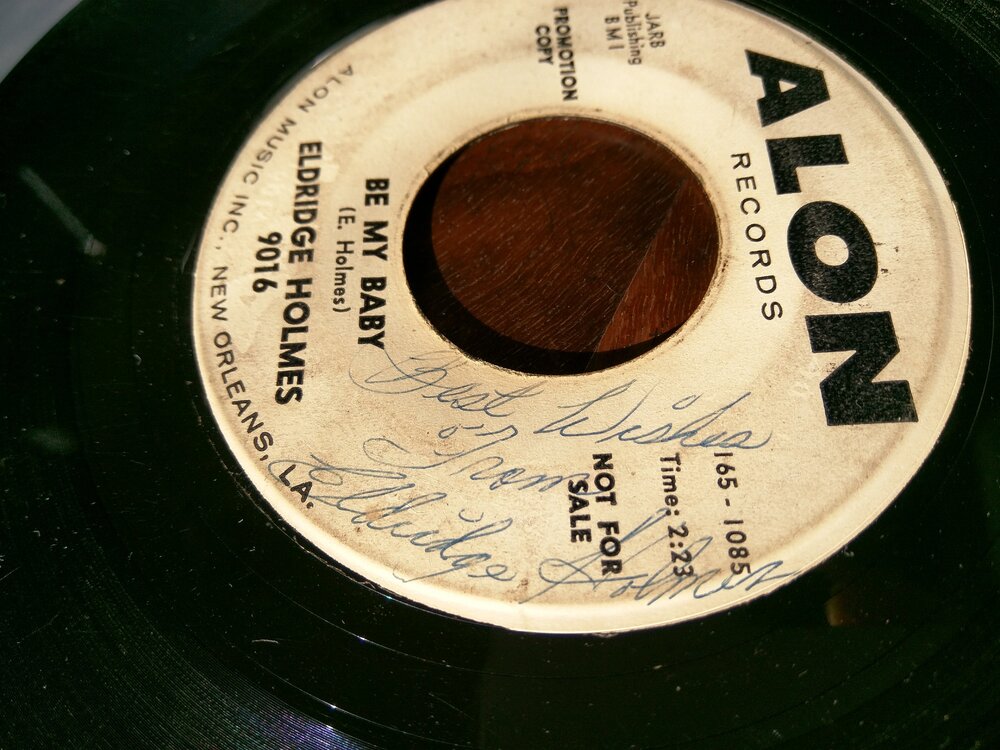 ALON
RECORDS
JARB
Publishing
BMI
PROMOTION
COPY
165-1085
Time: 2:23
NOT FOR
SALE
BE MY BABY
(E. Holmes)
ELDRIDGE HOLMES
9016
ALON MUSIC INC., NEW ORLEANS, LA.
Best Wishes
From
Eldridge Holmes